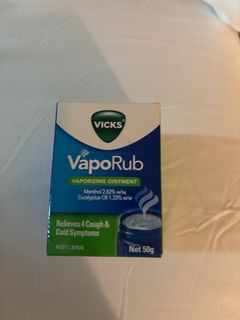 VICKS
VapoRub
VAPORIZING OINTMENT
Menthol 2.82% w/w,
Eucalyptus Oil 1.33% w/w
Relieves 4 Cough &
Cold Symptoms
Net 50g